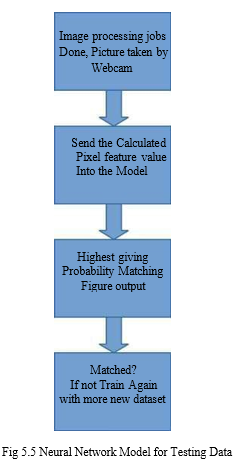 Image processing jobs
Done, Picture taken by
Webcam
Send the Calculated
Pixel feature value
Into the Model
Highest giving
Probability Matching
Figure output
Matched?
If not Train Again
with more new dataset
Fig 5.5 Neural Network Model for Testing Data